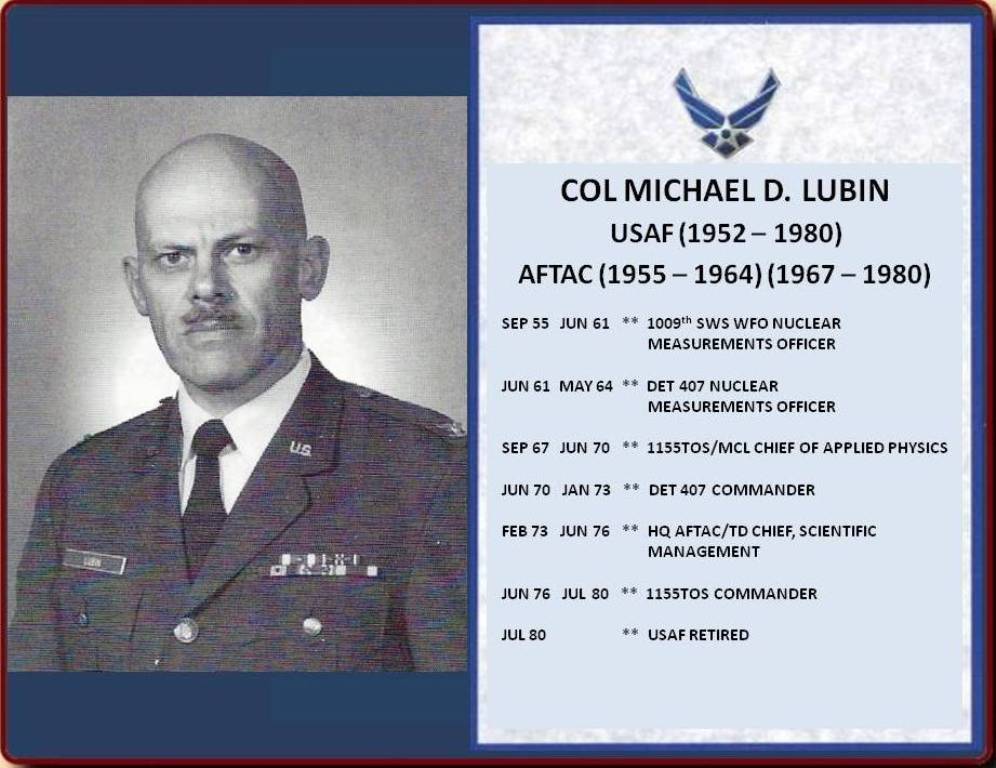 COL MICHAEL D. LUBIN
USAF (1952 – 1980)
AFTAC (1955 – 1964) (1967 – 1980)
SEP 55 JUN 61 ** 1009th SWS WFO NUCLEAR
MEASUREMENTS OFFICER
JUN 61 MAY 64 ** DET 407 NUCLEAR
MEASUREMENTS OFFICER
SEP 67 JUN 70 ** 1155TOS/MCL CHIEF OF APPLIED PHYSICS
JUN 70 JAN 73 ** DET 407 COMMANDER
FEB 73 JUN 76 ** HQ AFTAC/TD CHIEF, SCIENTIFIC
MANAGEMENT
JUN 76 JUL 80 ** 1155TOS COMMANDER
JUL 80 ** USAF RETIRED
U.S.
LUBIN